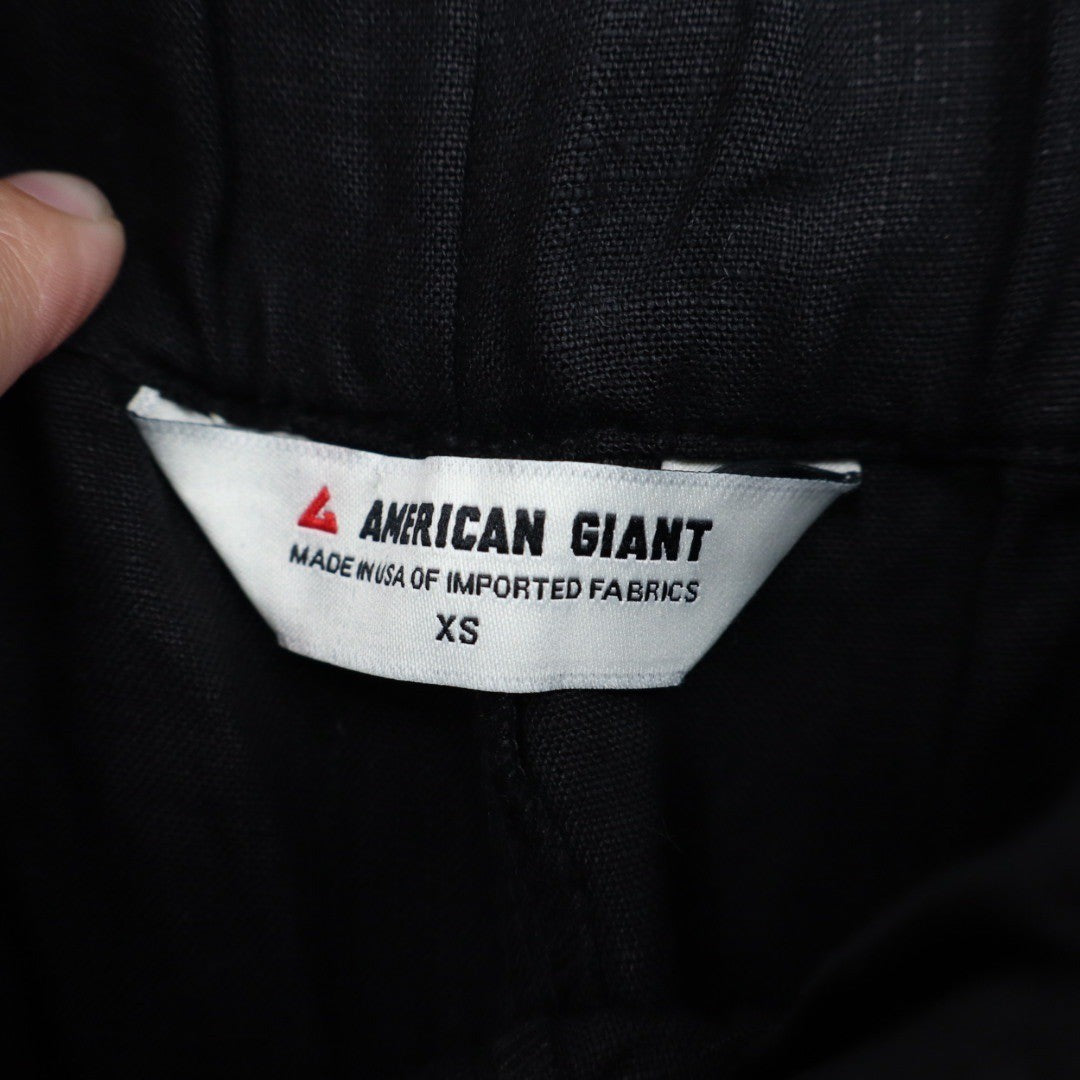 AMERICAN GIANT
MADE IN USA OF IMPORTED FABRICS
XS